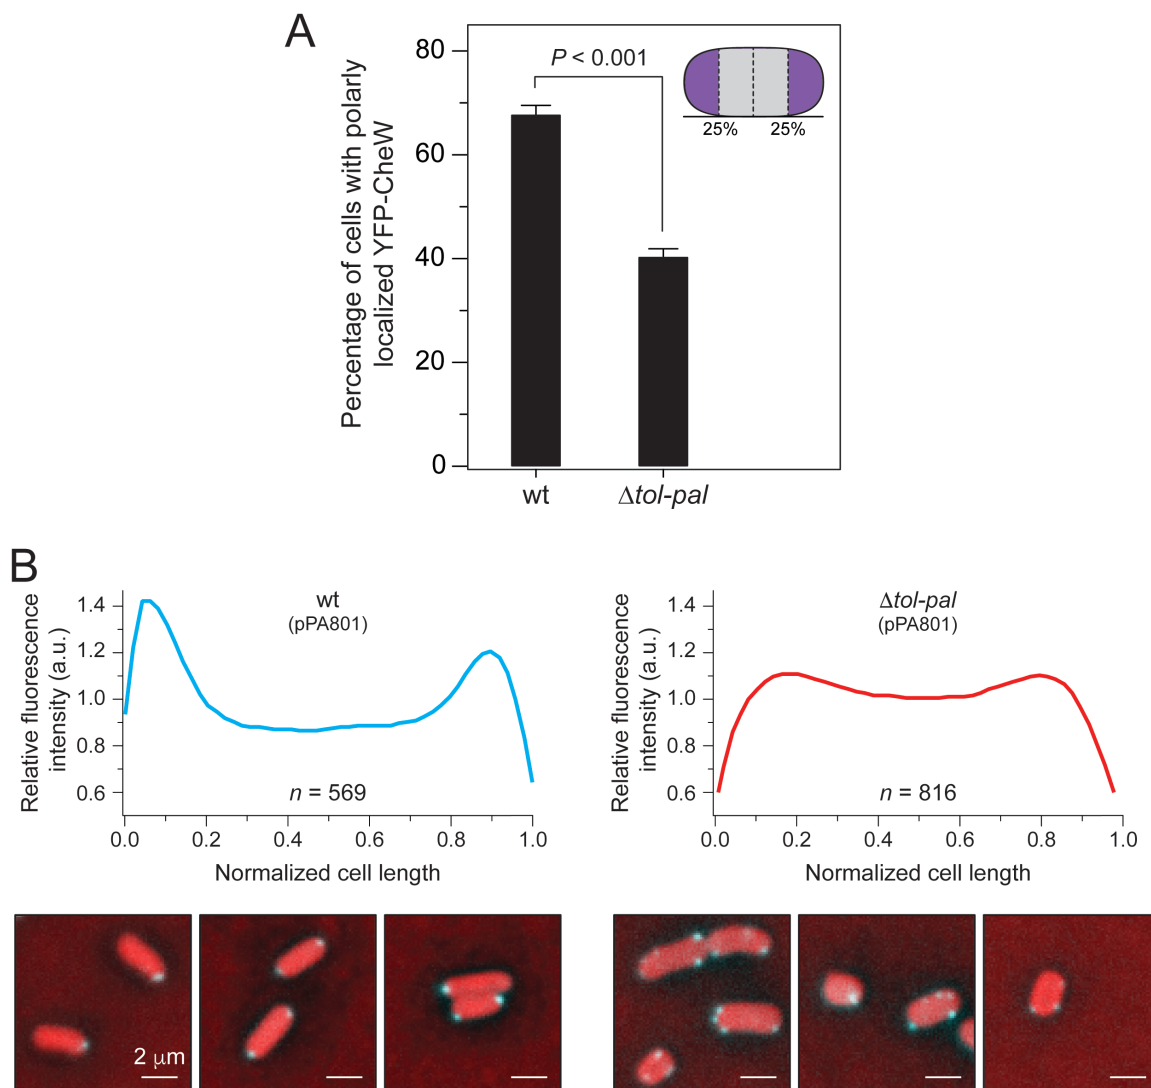 A
Percentage of cells with polarly
localized YFP-CheW
80
60
40
20
0
P < 0.001
25% 25%
wt Δtol-pal
B
Relative fluorescence
intensity (a.u.)
1.4
1.2
1.0
0.8
0.6
wt
(pPA801)
n = 569
0.0 0.2 0.4 0.6 0.8 1.0
Normalized cell length
Relative fluorescence
intensity (a.u.)
1.4
1.2
1.0
0.8
0.6
Δtol-pal
(pPA801)
n = 816
0.0 0.2 0.4 0.6 0.8 1.0
Normalized cell length
2 μm